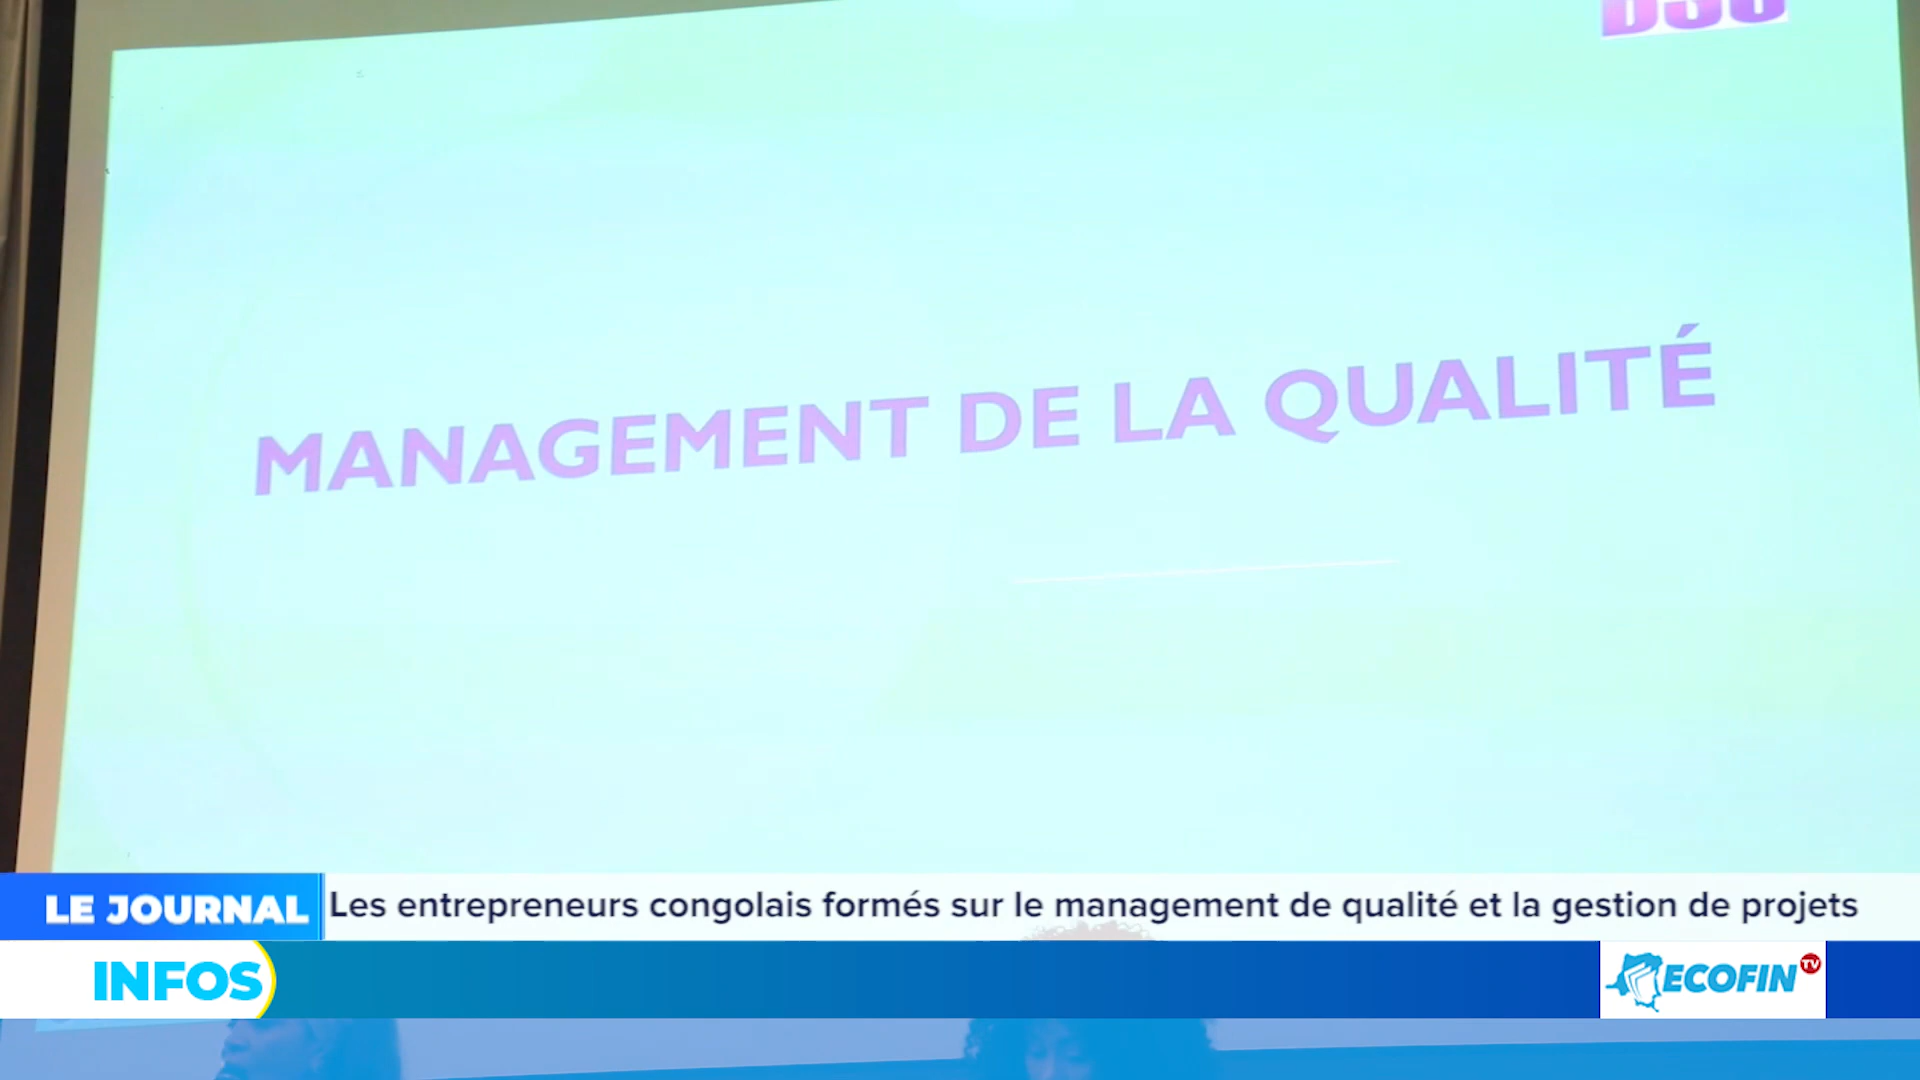 MANAGEMENT DE LA QUALITÉ
LE JOURNAL
Les entrepreneurs congolais formés sur le management de qualité et la gestion de projets
INFOS
ECOFIN TV